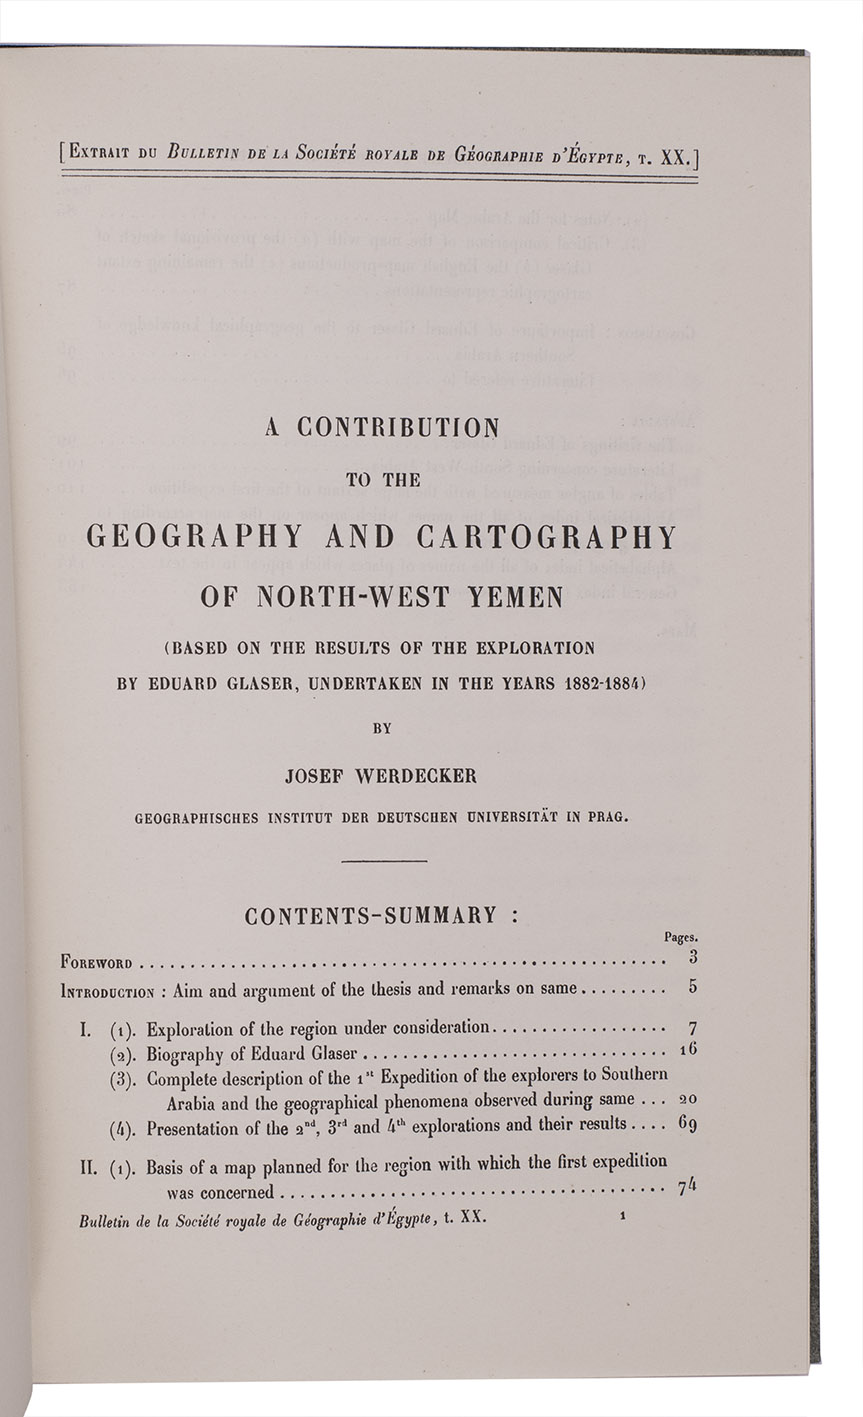 [Extrait du Bulletin de la Société royale de Géographie d'Égypte, t. XX.]
A CONTRIBUTION
TO THE
GEOGRAPHY AND CARTOGRAPHY
OF NORTH-WEST YEMEN
(BASED ON THE RESULTS OF THE EXPLORATION
BY EDUARD GLASER, UNDERTAKEN IN THE YEARS 1882-1884)
BY
JOSEF WERDECKER
GEOGRAPHISCHES INSTITUT DER DEUTSCHEN UNIVERSITÄT IN PRAG.
CONTENTS-SUMMARY :
Pages.
Foreword ........ 3
Introduction : Aim and argument of the thesis and remarks on same ......... 5
I. (1). Exploration of the region under consideration.................. 7
(2). Biography of Eduard Glaser .............................. 16
(3). Complete description of the 1st Expedition of the explorers to Southern
Arabia and the geographical phenomena observed during same ... 20
(4). Presentation of the 2nd, 3rd and 4th explorations and their results .... 69
II. (1). Basis of a map planned for the region with which the first expedition
was concerned ...................................... 74
Bulletin de la Société royale de Géographie d'Égypte, t. XX. 1